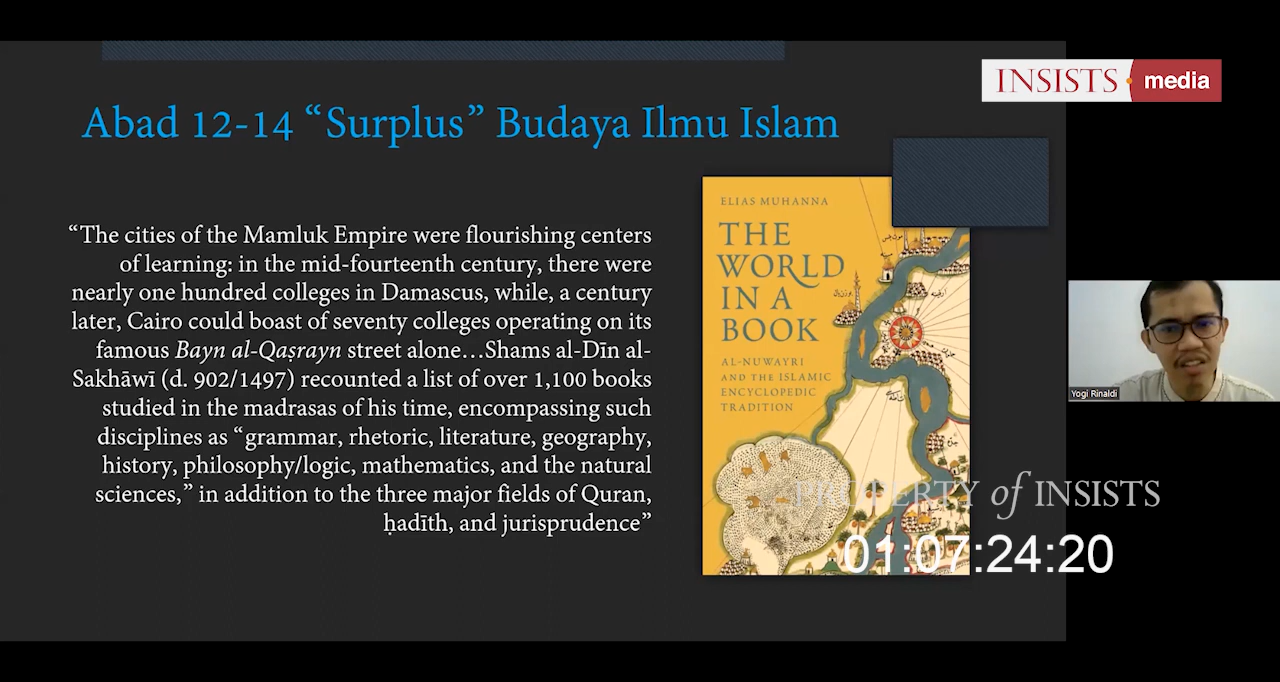 INSISTS media
Abad 12-14 “Surplus” Budaya Ilmu Islam
“The cities of the Mamluk Empire were flourishing centers
of learning: in the mid-fourteenth century, there were
nearly one hundred colleges in Damascus, while, a century
later, Cairo could boast of seventy colleges operating on its
famous Bayn al-Qaṣrayn street alone…Shams al-Dīn al-
Sakhāwī (d. 902/1497) recounted a list of over 1,100 books
studied in the madrasas of his time, encompassing such
disciplines as “grammar, rhetoric, literature, geography,
history, philosophy/logic, mathematics, and the natural
sciences,” in addition to the three major fields of Quran,
ḥadīth, and jurisprudence”
ELIAS MUHANNA
THE
WORLD
IN A
BOOK
AL-NUWAYRI
AND THE ISLAMIC
ENCYCLOPEDIC
TRADITION
Yogi Rinaldi
PROPERTY of INSISTS
01:07:24:20